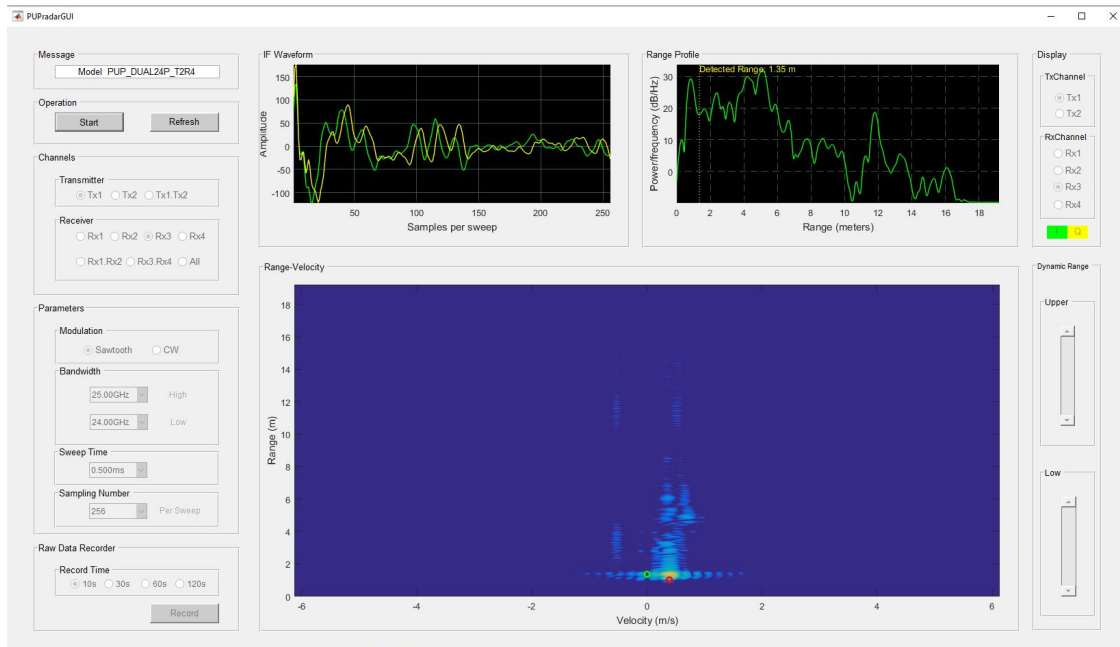 PUPradarGUI
Message
Model PUP_DUAL24P_T2R4
Operation
Start Refresh
Channels
Transmitter
Tx1 Tx2 Tx1.Tx2
Receiver
Rx1 Rx2 Rx3 Rx4
Rx1.Rx2 Rx3.Rx4 All
Parameters
Modulation
Sawtooth CW
Bandwidth
25.00GHz High
24.00GHz Low
Sweep Time
0.500ms
Sampling Number
256 Per Sweep
Raw Data Recorder
Record Time
10s 30s 60s 120s
Record
IF Waveform
Amplitude
150
100
50
0
-50
-100
50 100 150 200 250
Samples per sweep
Range Profile
Detected Range, 1.35 m
Power/frequency (dB/Hz)
30
20
10
0
0 2 4 6 8 10 12 14 16 18
Range (meters)
Range-Velocity
Range (m)
18
16
14
12
10
8
6
4
2
0
-6 -4 -2 0 2 4 6
Velocity (m/s)
Display
TxChannel
Tx1
Tx2
RxChannel
Rx1
Rx2
Rx3
Rx4
I Q
Dynamic Range
Upper
Low